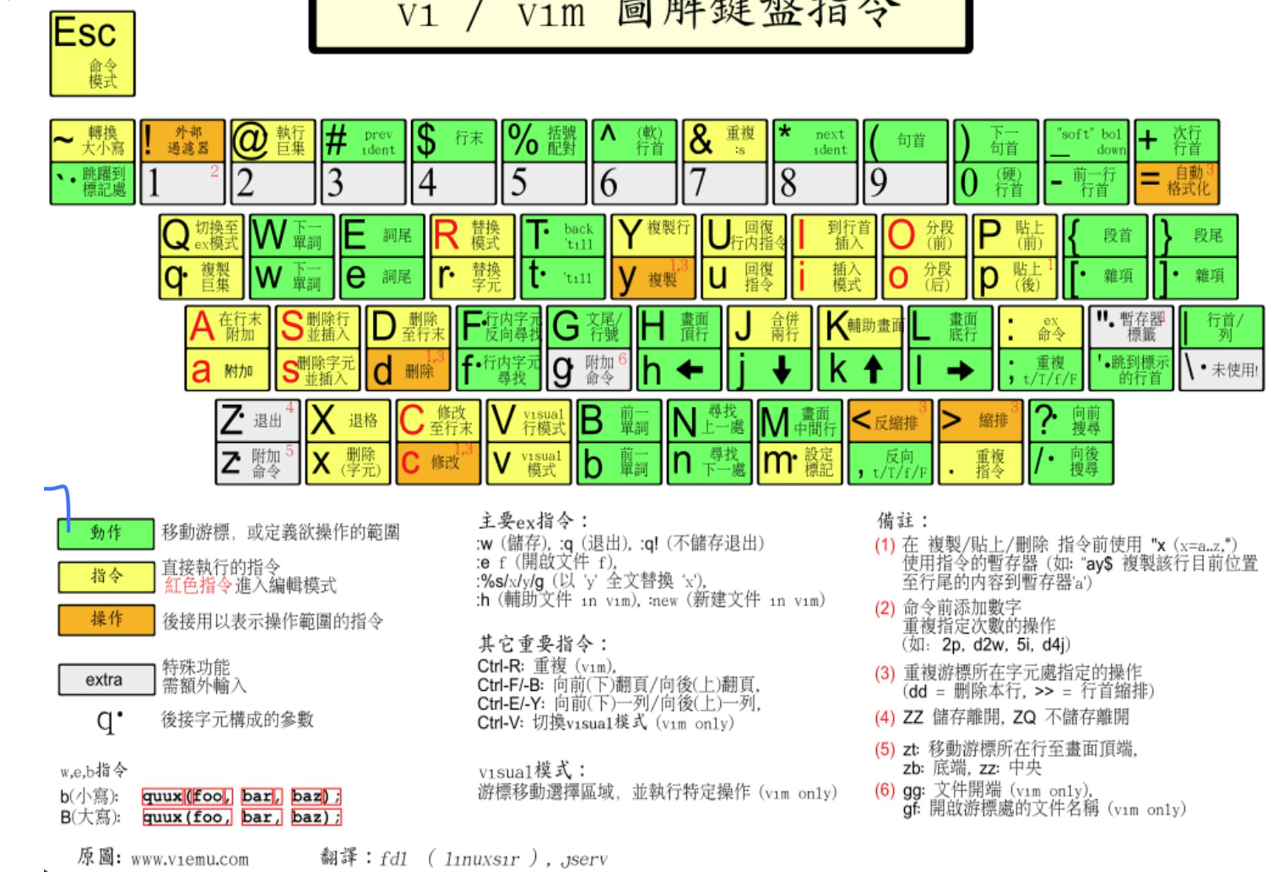 vi / vim 圖解鍵盤指令
Esc
命令
模式
~ 轉換
大小寫
! 外部
過濾器
@ 執行
巨集
# prev
ident
$ 行末
% 括號
配對
^ (軟)
行首
& 重複
:s
* next
ident
( 句首
) 下一
句首
"soft" bol
_ down
+ 次行
行首
`· 跳躍到
標記處
1 2
2
3
4
5
6
7
8
9
0 (硬)
行首
- 前一行
行首
= 自動3
格式化
Q 切換至
ex模式
W 下一
單詞
E 詞尾
R 替換
模式
T· back
'till
Y 複製行
U 回復
行内指令
I 到行首
插入
O 分段
(前)
P 貼上
(前)
{ 段首
} 段尾
q· 複製
巨集
w 下一
單詞
e 詞尾
r· 替換
字元
t· 'till
y 複製 1,3
u 回復
指令
i 插入
模式
o 分段
(后)
p 貼上 1
(後)
[· 雜項
]· 雜項
A 在行末
附加
S 刪除行
並插入
D 刪除
至行末
F· 行内字元
反向尋找
G 文尾/
行號
H 畫面
頂行
J 合併
兩行
K 輔助畫面
L 畫面
底行
: ex
命令
"· 暫存器1
標籤
| 行首/
列
a 附加
s 刪除字元
並插入
d 刪除 1,3
f· 行内字元
尋找
g· 附加 6
命令
h ←
j ↓
k ↑
l →
; 重複
t/T/f/F
'· 跳到標示
的行首
\· 未使用!
Z· 退出 4
X 退格
C 修改
至行末
V visual
行模式
B 前一
單詞
N 尋找
上一處
M 畫面
中間行
< 反縮排 3
> 縮排 3
?· 向前
搜尋
z· 附加 5
命令
x 刪除
(字元)
c 修改 1,3
v visual
模式
b 前一
單詞
n 尋找
下一處
m· 設定
標記
, 反向
t/T/f/F
. 重複
指令
/· 向後
搜尋
動作 移動游標, 或定義欲操作的範圍
指令 直接執行的指令
紅色指令進入編輯模式
操作 後接用以表示操作範圍的指令
extra 特殊功能
需額外輸入
q· 後接字元構成的參數
w,e,b指令
b(小寫): quux(foo, bar, baz);
B(大寫): quux(foo, bar, baz);
主要ex指令：
:w (儲存), :q (退出), :q! (不儲存退出)
:e f (開啟文件 f),
:%s/x/y/g (以 'y' 全文替換 'x'),
:h (輔助文件 in vim), :new (新建文件 in vim)
其它重要指令：
Ctrl-R: 重複 (vim),
Ctrl-F/-B: 向前(下)翻頁/向後(上)翻頁,
Ctrl-E/-Y: 向前(下)一列/向後(上)一列,
Ctrl-V: 切換visual模式 (vim only)
visual模式：
游標移動選擇區域, 並執行特定操作 (vim only)
備註：
(1) 在 複製/貼上/刪除 指令前使用 "x (x=a..z,*)
使用指令的暫存器 (如: "ay$ 複製該行目前位置
至行尾的内容到暫存器'a')
(2) 命令前添加數字
重複指定次數的操作
(如: 2p, d2w, 5i, d4j)
(3) 重複游標所在字元處指定的操作
(dd = 刪除本行, >> = 行首縮排)
(4) ZZ 儲存離開, ZQ 不儲存離開
(5) zt: 移動游標所在行至畫面頂端,
zb: 底端, zz: 中央
(6) gg: 文件開端 (vim only),
gf: 開啟游標處的文件名稱 (vim only)
原圖: www.viemu.com 翻譯：fdl ( linuxsir ), jserv